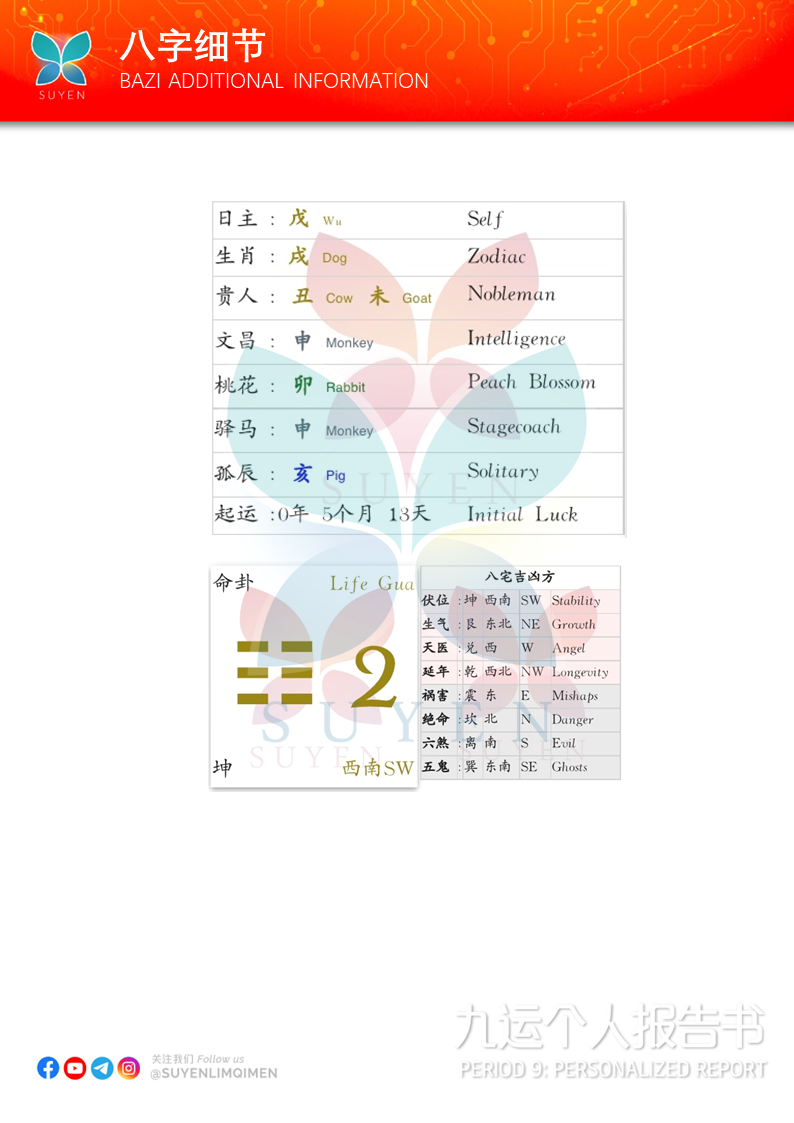 SUYEN
八字细节
BAZI ADDITIONAL INFORMATION
日主 : 戊 Wu Self
生肖 : 戌 Dog Zodiac
贵人 : 丑 Cow 未 Goat Nobleman
文昌 : 申 Monkey Intelligence
桃花 : 卯 Rabbit Peach Blossom
驿马 : 申 Monkey Stagecoach
孤辰 : 亥 Pig Solitary
SUYEN
起运 :0年 5个月 13天 Initial Luck
命卦 Life Gua
2
坤 西南SW
八宅吉凶方
伏位 :坤 西南 SW Stability
生气 :艮 东北 NE Growth
天医 :兑 西 W Angel
延年 :乾 西北 NW Longevity
祸害 :震 东 E Mishaps
绝命 :坎 北 N Danger
六煞 :离 南 S Evil
五鬼 :巽 东南 SE Ghosts
SUYEN
SUYEN
SUYEN
九运个人报告书
PERIOD 9: PERSONALIZED REPORT
关注我们 Follow us
@SUYENLIMQIMEN